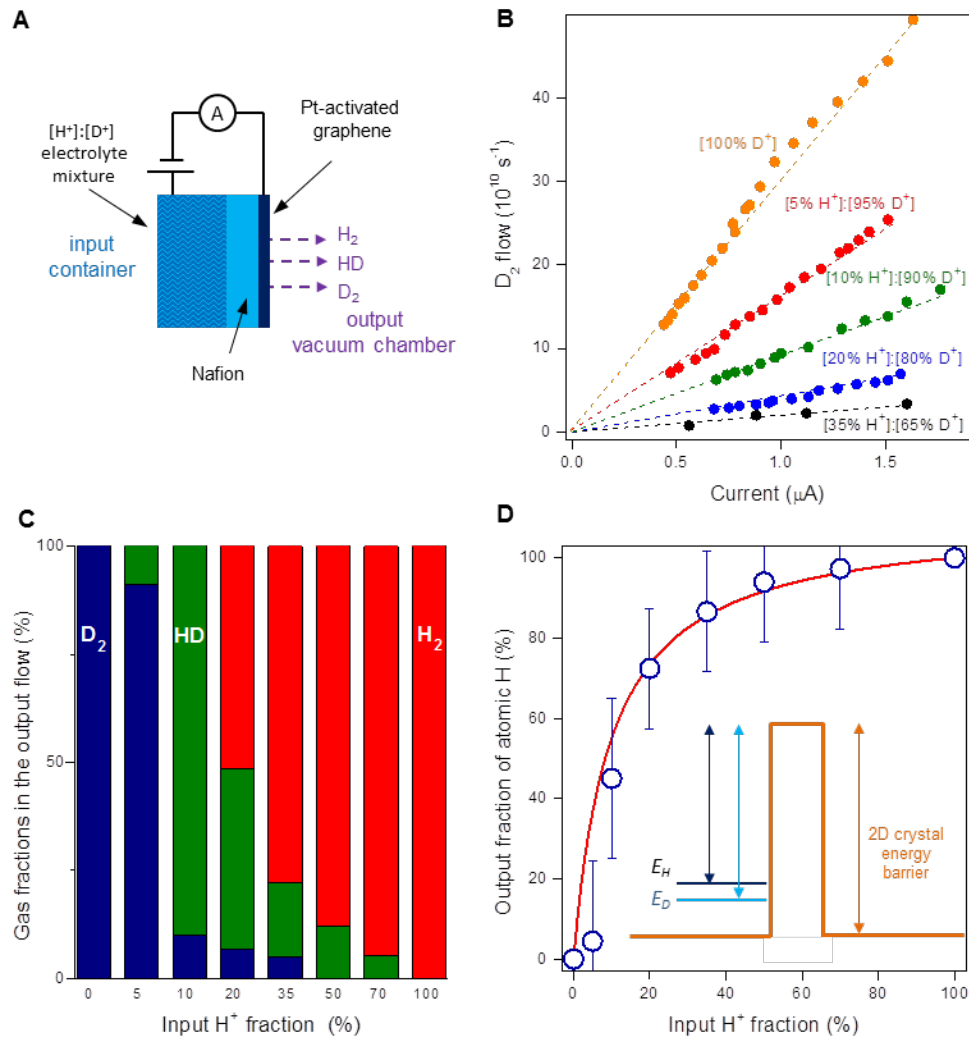 A
[H⁺]:[D⁺]
electrolyte
mixture
A
Pt-activated
graphene
input
container
H₂
HD
D₂
output
vacuum chamber
Nafion
B
D₂ flow (10¹⁰ s⁻¹)
40
30
20
10
0
[100% D⁺]
[5% H⁺]:[95% D⁺]
[10% H⁺]:[90% D⁺]
[20% H⁺]:[80% D⁺]
[35% H⁺]:[65% D⁺]
0.0 0.5 1.0 1.5
Current (μA)
C
Gas fractions in the output flow (%)
100
50
0
D₂ HD H₂
0 5 10 20 35 50 70 100
Input H⁺ fraction (%)
D
Output fraction of atomic H (%)
100
80
60
40
20
0
E_H
E_D
2D crystal
energy
barrier
0 20 40 60 80 100
Input H⁺ fraction (%)